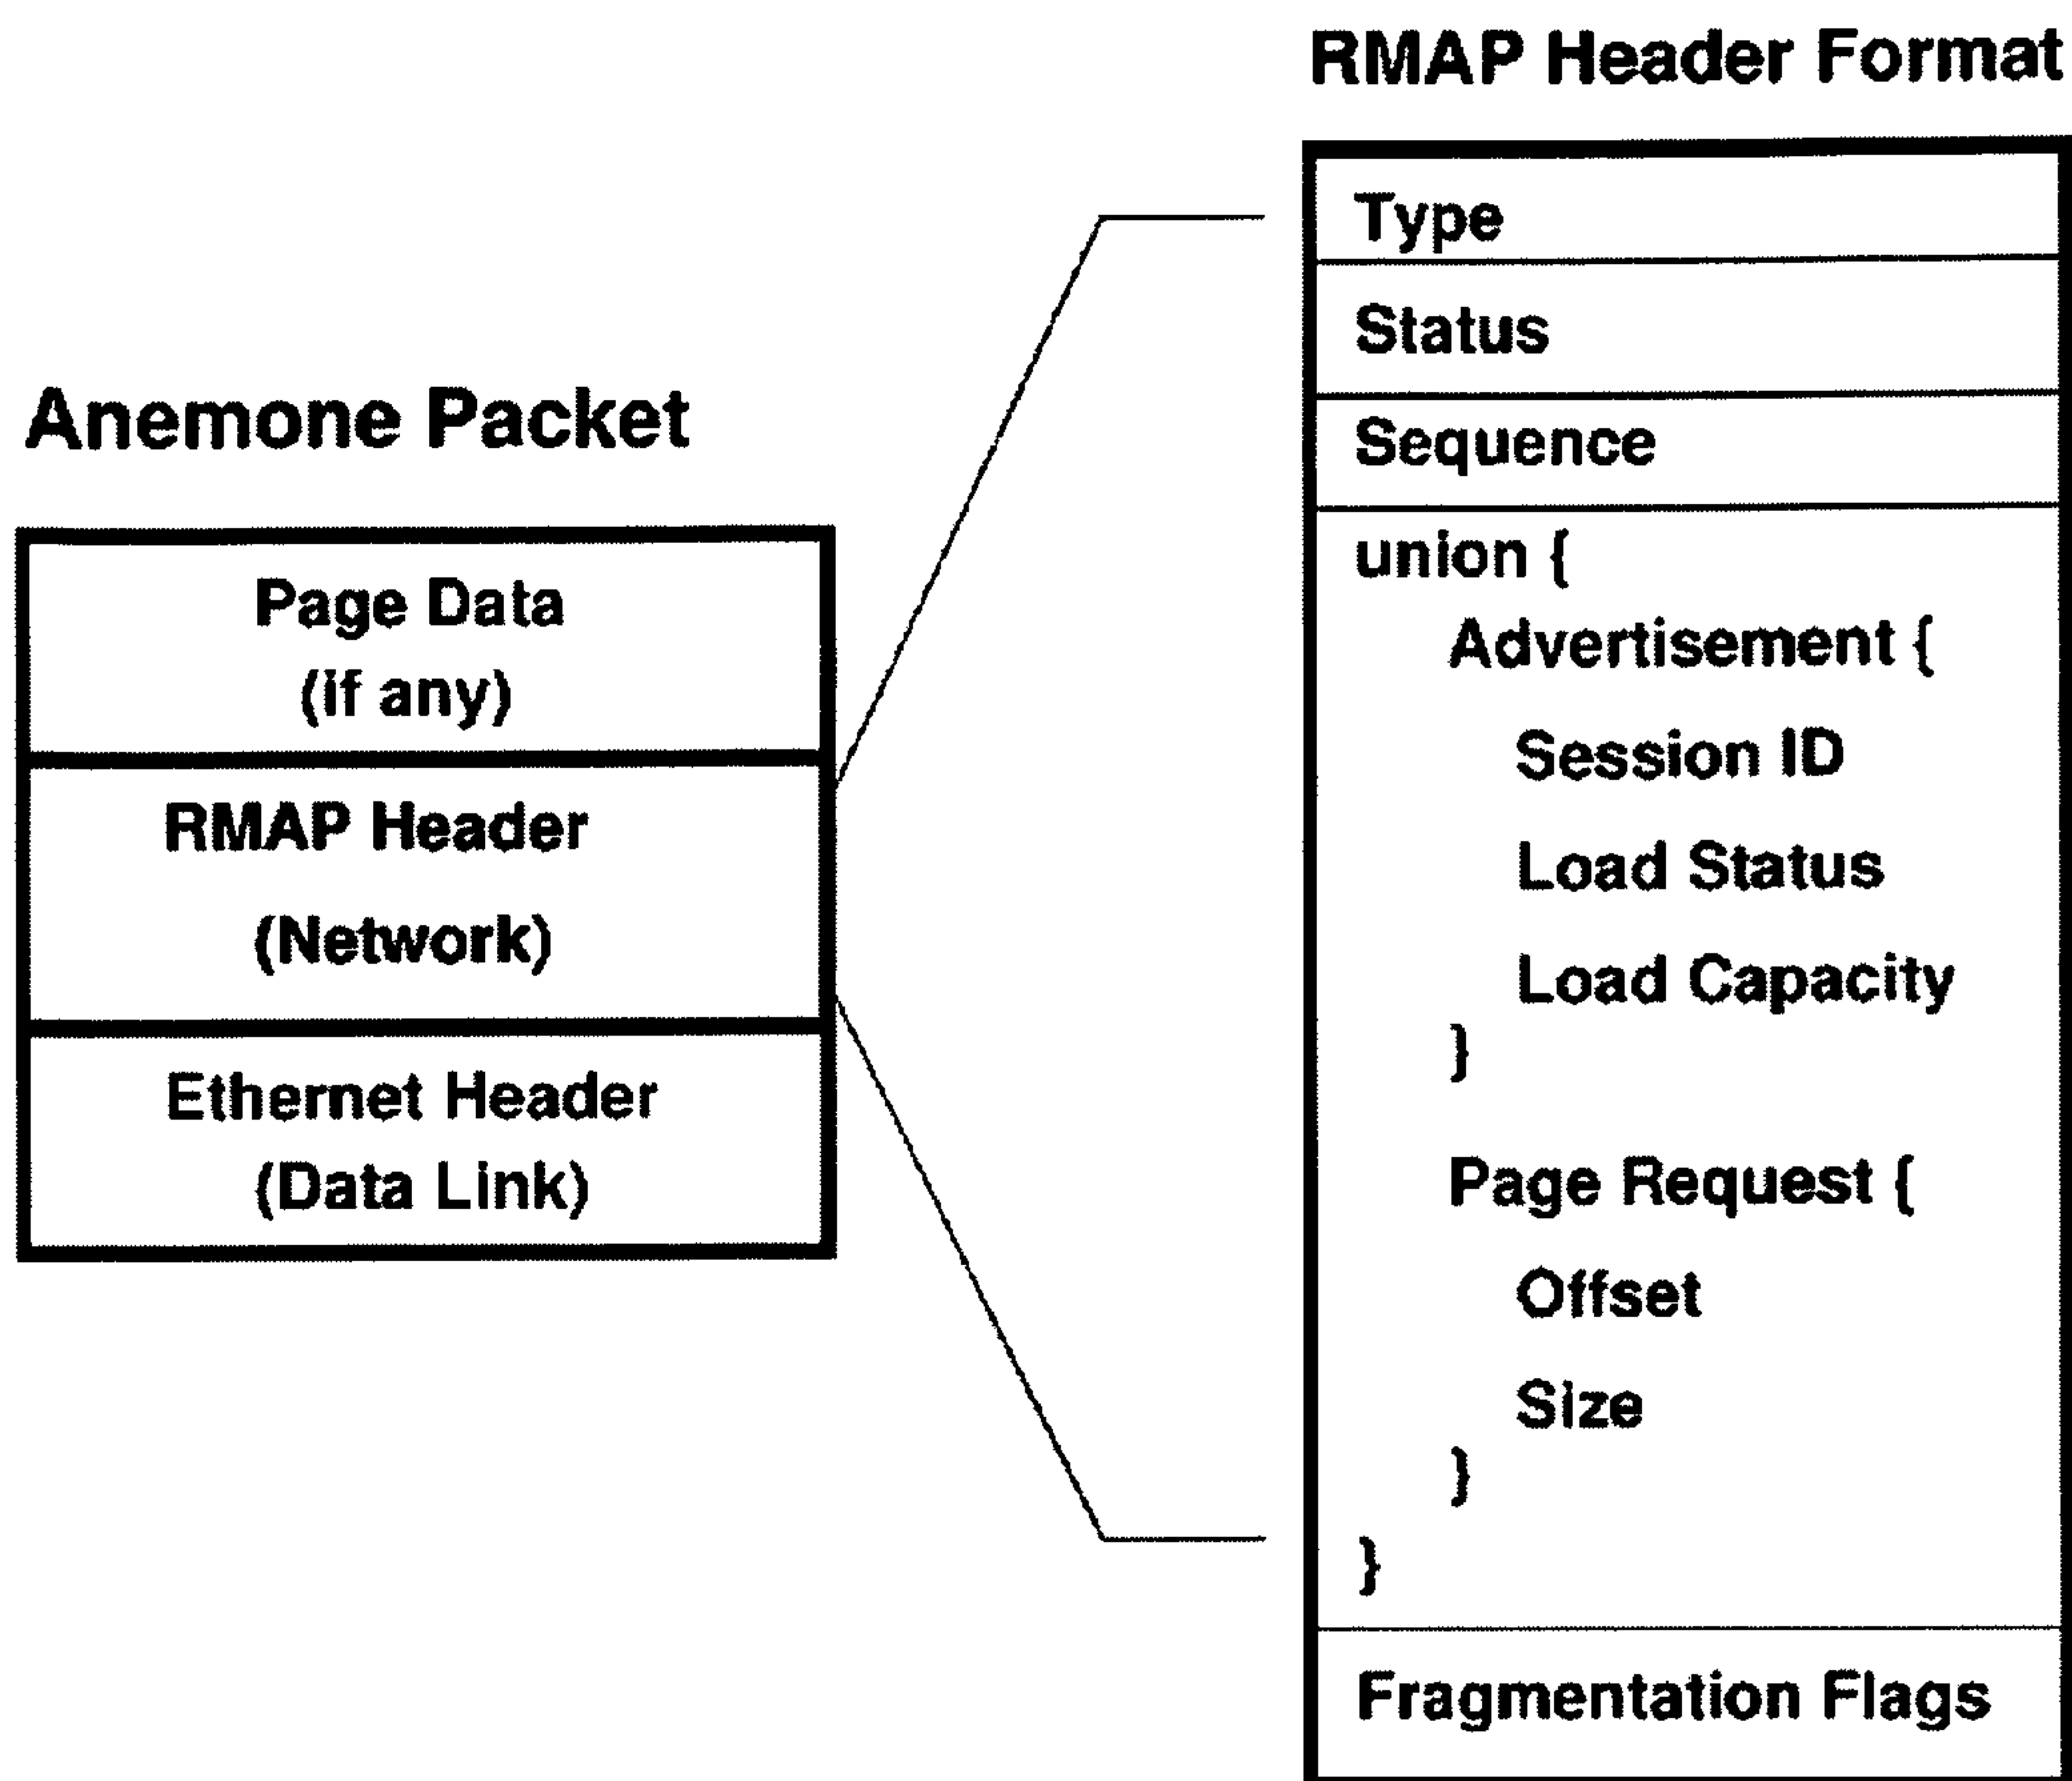 RMAP Header Format
Anemone Packet
Page Data
(if any)
RMAP Header
(Network)
Ethernet Header
(Data Link)
Type
Status
Sequence
union {
Advertisement {
Session ID
Load Status
Load Capacity
}
Page Request {
Offset
Size
}
}
Fragmentation Flags